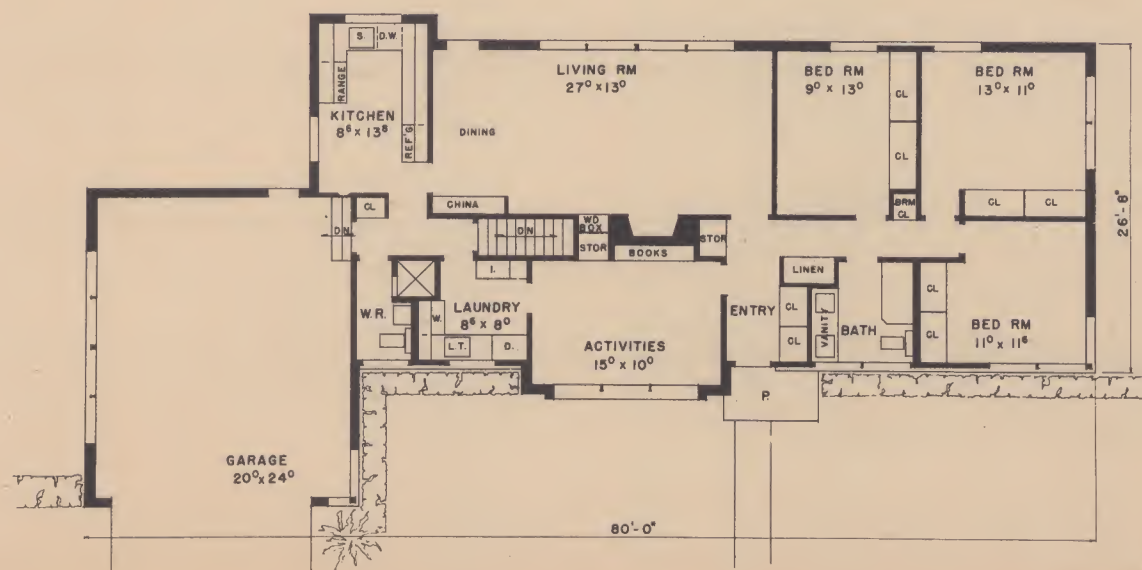 S.
D.W.
RANGE
KITCHEN
8⁶ x 13⁸
REF'G
DINING
LIVING RM
27⁰ x 13⁰
BED RM
9⁰ x 13⁰
CL
CL
BED RM
13⁰ x 11⁰
CL
CL
BRM
CL
26'-8"
DN
CL
CHINA
DN
WD
BOX
STOR
BOOKS
STOR
LINEN
CL
CL
BED RM
11⁰ x 11⁶
W.R.
I.
LAUNDRY
8⁶ x 8⁰
W.
L.T.
D.
ACTIVITIES
15⁰ x 10⁰
ENTRY
CL
CL
VANITY
BATH
P.
GARAGE
20⁰ x 24⁰
80'-0"